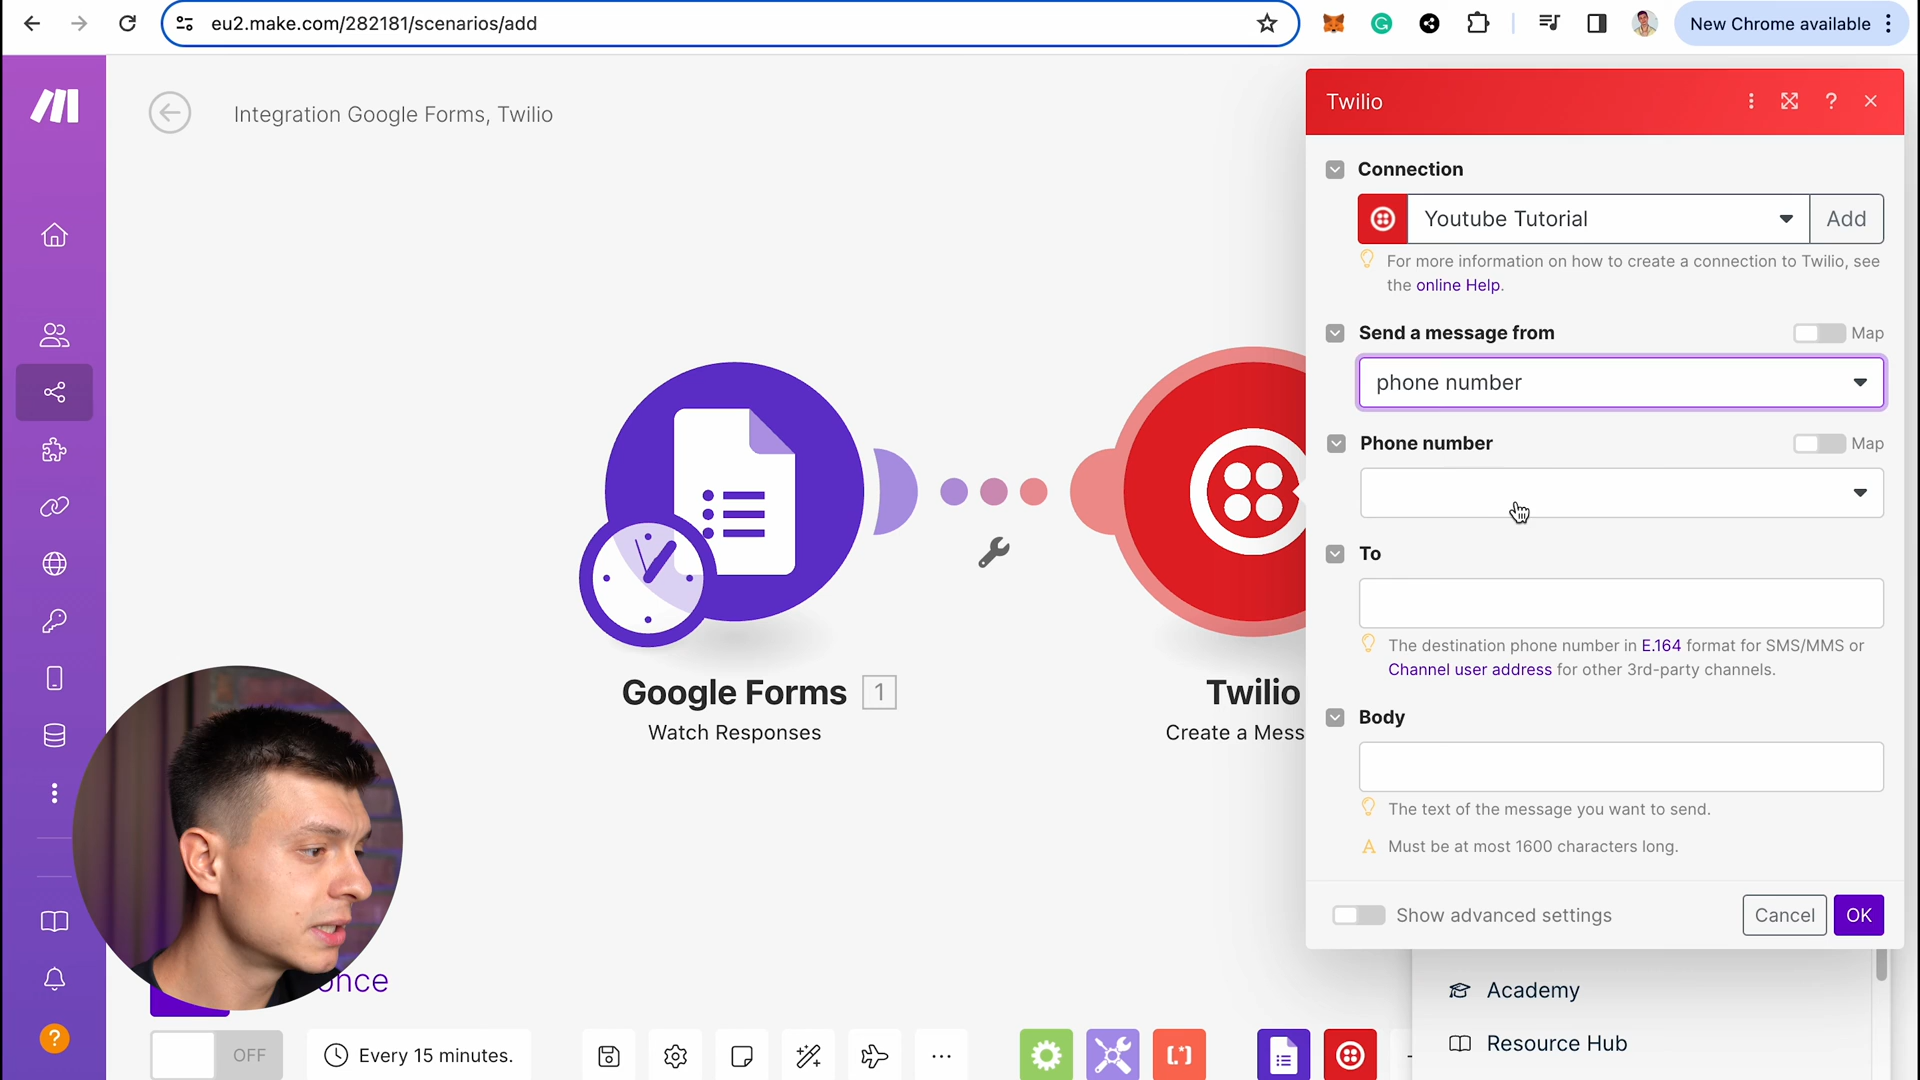 eu2.make.com/282181/scenarios/add
New Chrome available
Integration Google Forms, Twilio
Twilio
Connection
Youtube Tutorial
Add
For more information on how to create a connection to Twilio, see
the online Help.
Send a message from
Map
phone number
Phone number
Map
To
The destination phone number in E.164 format for SMS/MMS or
Channel user address for other 3rd-party channels.
Body
The text of the message you want to send.
Must be at most 1600 characters long.
Show advanced settings
Cancel
OK
Google Forms 1
Watch Responses
Twilio
Create a Mess
once
OFF
Every 15 minutes.
Academy
Resource Hub